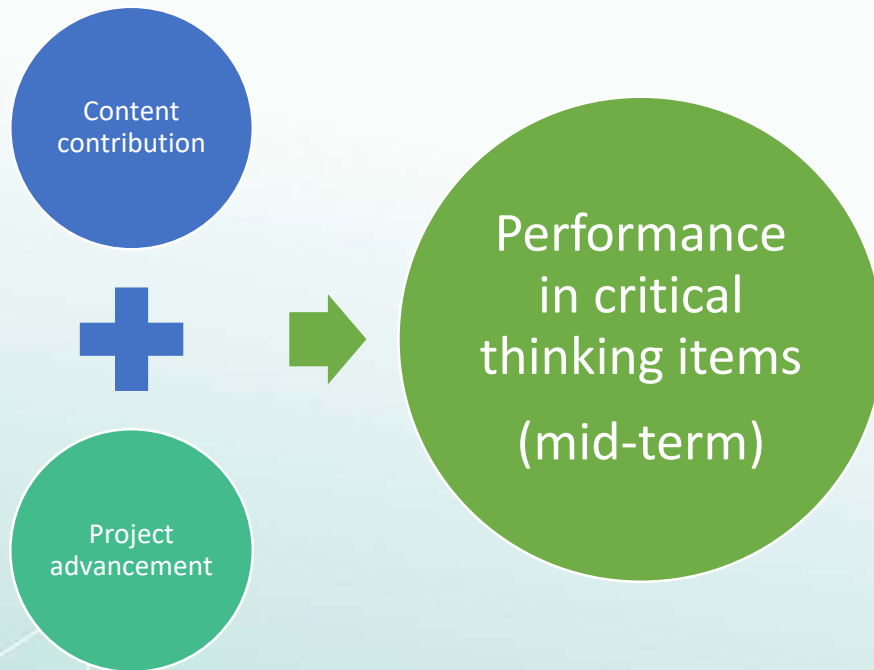 Content
contribution
Project
advancement
Performance
in critical
thinking items
(mid-term)